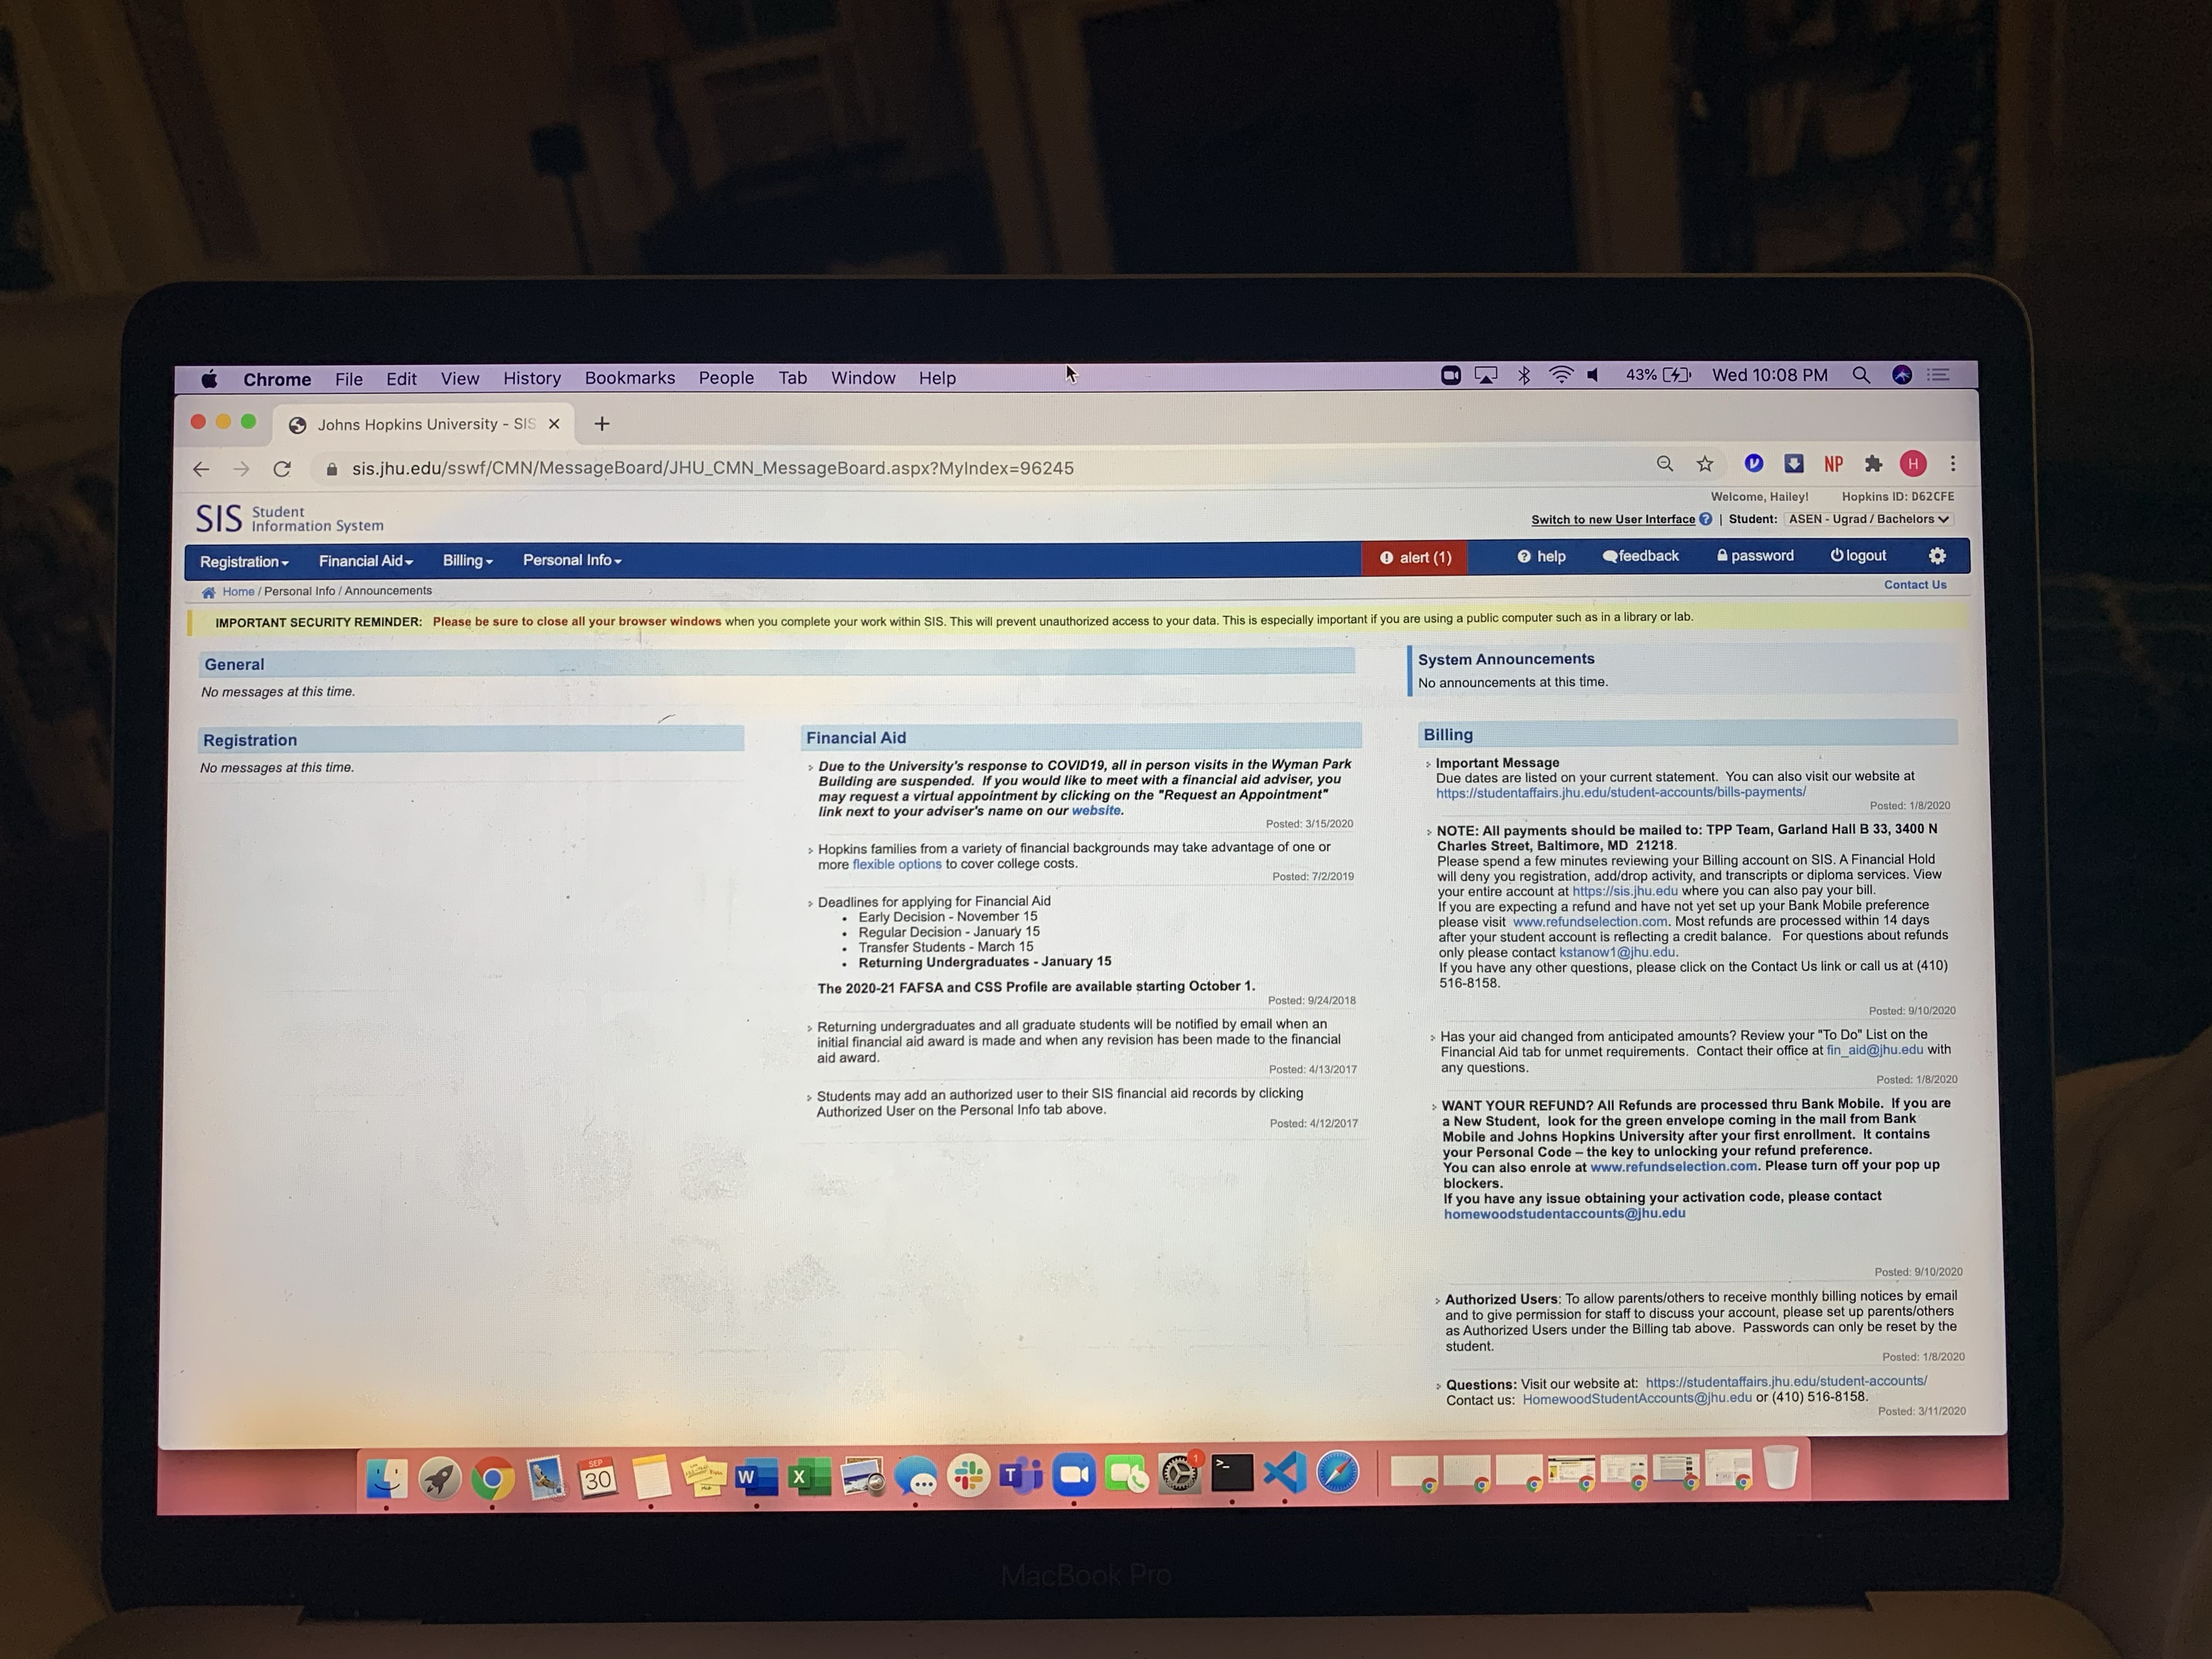 Chrome File Edit View History Bookmarks People Tab Window Help 43% Wed 10:08 PM
Johns Hopkins University - SIS
sis.jhu.edu/sswf/CMN/MessageBoard/JHU_CMN_MessageBoard.aspx?MyIndex=96245 NP H
Welcome, Hailey! Hopkins ID: D62CFE
SIS Student Information System
Switch to new User Interface ? | Student: ASEN - Ugrad / Bachelors
Registration Financial Aid Billing Personal Info alert (1) help feedback password logout
Home / Personal Info / Announcements Contact Us
IMPORTANT SECURITY REMINDER: Please be sure to close all your browser windows when you complete your work within SIS. This will prevent unauthorized access to your data. This is especially important if you are using a public computer such as in a library or lab.
General
No messages at this time.
System Announcements
No announcements at this time.
Registration
No messages at this time.
Financial Aid
Due to the University's response to COVID19, all in person visits in the Wyman Park
Building are suspended. If you would like to meet with a financial aid adviser, you
may request a virtual appointment by clicking on the "Request an Appointment"
link next to your adviser's name on our website.
Posted: 3/15/2020
Hopkins families from a variety of financial backgrounds may take advantage of one or
more flexible options to cover college costs.
Posted: 7/2/2019
Deadlines for applying for Financial Aid
• Early Decision - November 15
• Regular Decision - January 15
• Transfer Students - March 15
• Returning Undergraduates - January 15
The 2020-21 FAFSA and CSS Profile are available starting October 1.
Posted: 9/24/2018
Returning undergraduates and all graduate students will be notified by email when an
initial financial aid award is made and when any revision has been made to the financial
aid award.
Posted: 4/13/2017
Students may add an authorized user to their SIS financial aid records by clicking
Authorized User on the Personal Info tab above.
Posted: 4/12/2017
Billing
Important Message
Due dates are listed on your current statement. You can also visit our website at
https://studentaffairs.jhu.edu/student-accounts/bills-payments/
Posted: 1/8/2020
NOTE: All payments should be mailed to: TPP Team, Garland Hall B 33, 3400 N
Charles Street, Baltimore, MD 21218.
Please spend a few minutes reviewing your Billing account on SIS. A Financial Hold
will deny you registration, add/drop activity, and transcripts or diploma services. View
your entire account at https://sis.jhu.edu where you can also pay your bill.
If you are expecting a refund and have not yet set up your Bank Mobile preference
please visit www.refundselection.com. Most refunds are processed within 14 days
after your student account is reflecting a credit balance. For questions about refunds
only please contact kstanow1@jhu.edu.
If you have any other questions, please click on the Contact Us link or call us at (410)
516-8158.
Posted: 9/10/2020
Has your aid changed from anticipated amounts? Review your "To Do" List on the
Financial Aid tab for unmet requirements. Contact their office at fin_aid@jhu.edu with
any questions.
Posted: 1/8/2020
WANT YOUR REFUND? All Refunds are processed thru Bank Mobile. If you are
a New Student, look for the green envelope coming in the mail from Bank
Mobile and Johns Hopkins University after your first enrollment. It contains
your Personal Code – the key to unlocking your refund preference.
You can also enrole at www.refundselection.com. Please turn off your pop up
blockers.
If you have any issue obtaining your activation code, please contact
homewoodstudentaccounts@jhu.edu
Posted: 9/10/2020
Authorized Users: To allow parents/others to receive monthly billing notices by email
and to give permission for staff to discuss your account, please set up parents/others
as Authorized Users under the Billing tab above. Passwords can only be reset by the
student.
Posted: 1/8/2020
Questions: Visit our website at: https://studentaffairs.jhu.edu/student-accounts/
Contact us: HomewoodStudentAccounts@jhu.edu or (410) 516-8158.
Posted: 3/11/2020
SEP
30
W X T 1
MacBook Pro